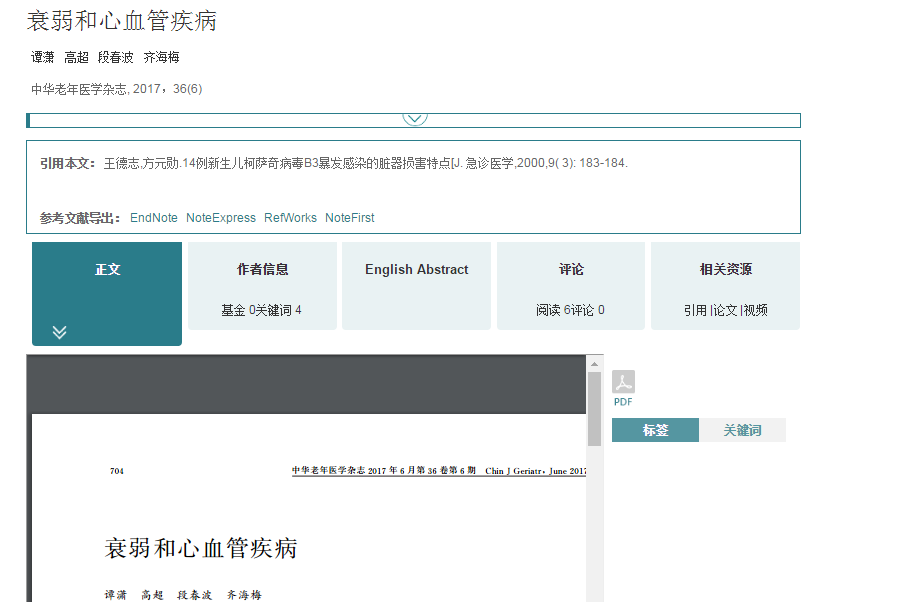 衰弱和心血管疾病
谭潇 高超 段春波 齐海梅
中华老年医学杂志, 2017，36(6)
引用本文： 王德志,方元勋.14例新生儿柯萨奇病毒B3暴发感染的脏器损害特点[J. 急诊医学,2000,9( 3): 183-184.
参考文献导出： EndNote NoteExpress RefWorks NoteFirst
正文
作者信息
基金 0关键词 4
English Abstract
评论
阅读 6评论 0
相关资源
引用 |论文 |视频
PDF
标签 关键词
704
中华老年医学杂志 2017 年 6 月第 36 卷第 6 期 Chin J Geriatr，June 2017
衰弱和心血管疾病
谭潇 高超 段春波 齐海梅